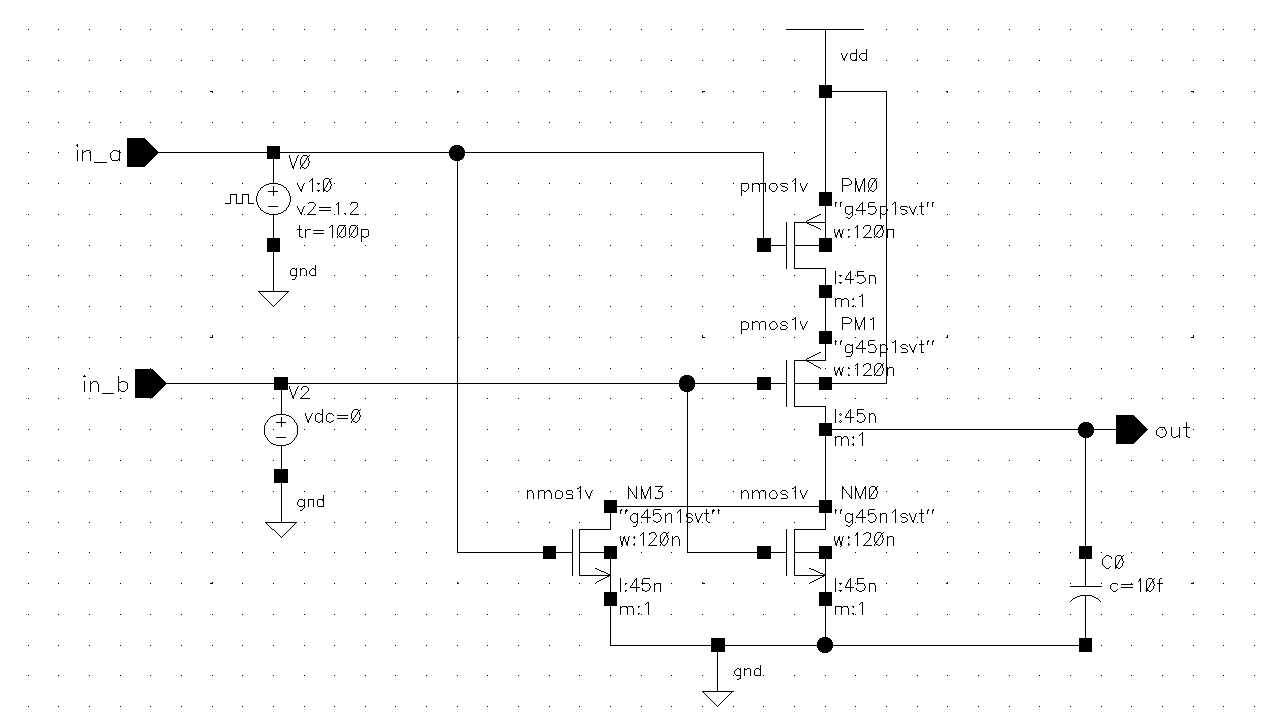 vdd
in_a
V0
v1:0
v2=1.2
tr=100p
gnd
pmos1v PM0
"g45p1svt"
w:120n
l:45n
m:1
pmos1v PM1
"g45p1svt"
w:120n
l:45n
m:1
in_b
V2
vdc=0
gnd
out
nmos1v NM3
"g45n1svt"
w:120n
l:45n
m:1
nmos1v NM0
"g45n1svt"
w:120n
l:45n
m:1
C0
c=10f
gnd